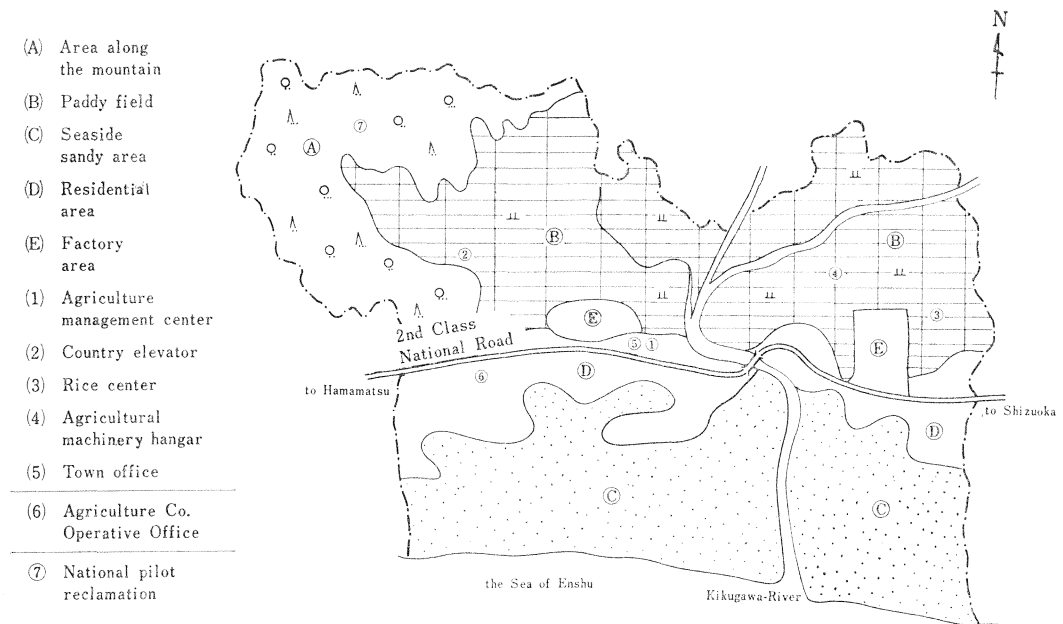 (A) Area along
the mountain
(B) Paddy field
(C) Seaside
sandy area
(D) Residential
area
(E) Factory
area
(1) Agriculture
management center
(2) Country elevator
(3) Rice center
(4) Agricultural
machinery hangar
(5) Town office
(6) Agriculture Co.
Operative Office
⑦ National pilot
reclamation
N
⑦
Ⓐ
Ⓑ
②
Ⓑ
④
③
Ⓔ
2nd Class
National Road
⑤ ①
Ⓔ
⑥
Ⓓ
to Hamamatsu
to Shizuoka
Ⓓ
Ⓒ
Ⓒ
the Sea of Enshu
Kikugawa-River